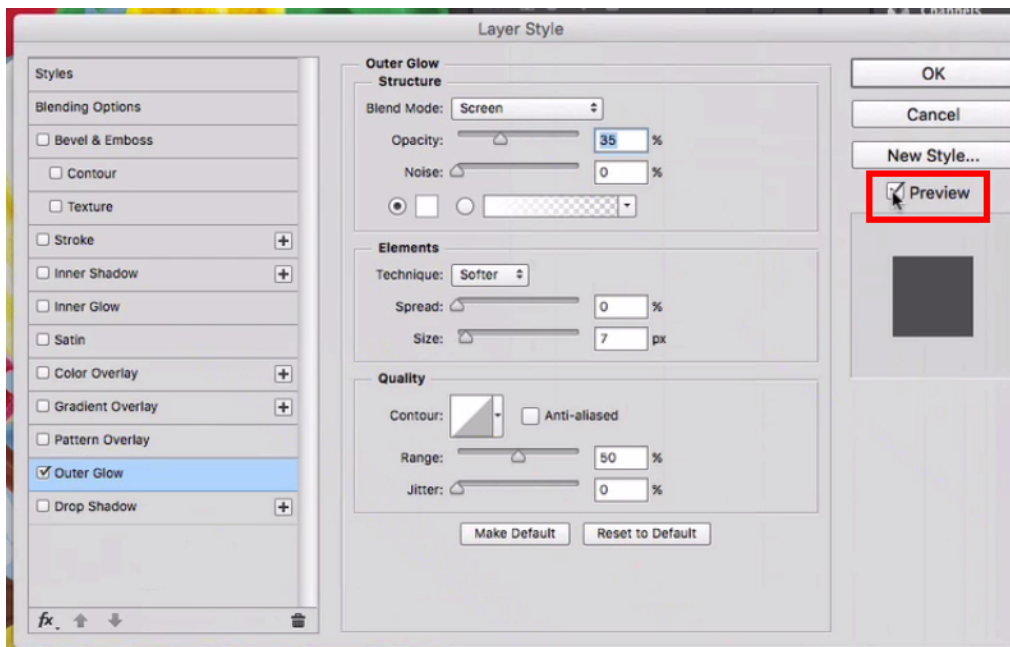 Channels
Layer Style
Styles
Blending Options
Bevel & Emboss
Contour
Texture
Stroke
Inner Shadow
Inner Glow
Satin
Color Overlay
Gradient Overlay
Pattern Overlay
Outer Glow
Drop Shadow
fx
Outer Glow
Structure
Blend Mode: Screen
Opacity: 35 %
Noise: 0 %
Elements
Technique: Softer
Spread: 0 %
Size: 7 px
Quality
Contour: Anti-aliased
Range: 50 %
Jitter: 0 %
Make Default Reset to Default
OK
Cancel
New Style...
Preview